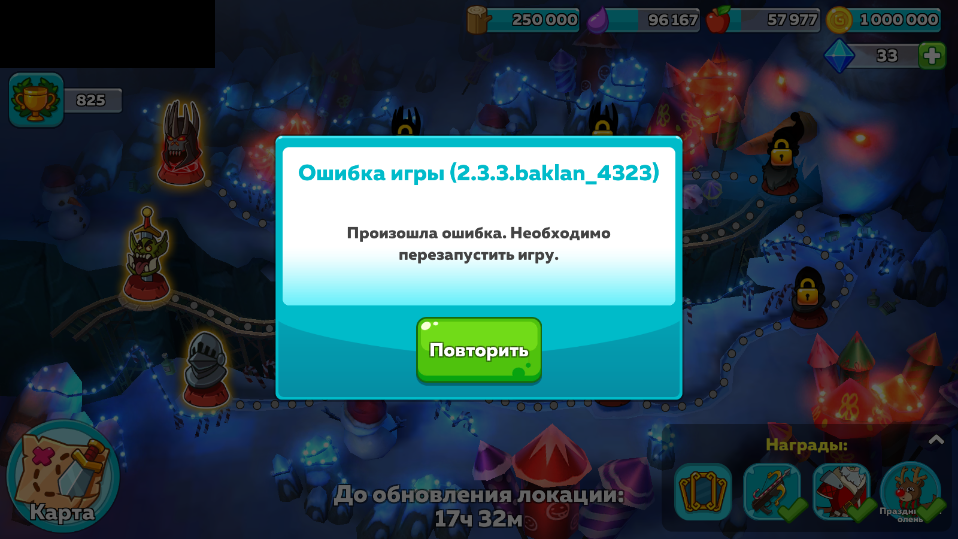 250 000
96 167
57 977
1 000 000
33
825
Ошибка игры (2.3.3.baklan_4323)
Произошла ошибка. Необходимо
перезапустить игру.
Повторить
Награды:
До обновления локации:
17ч 32м
Карта
олень